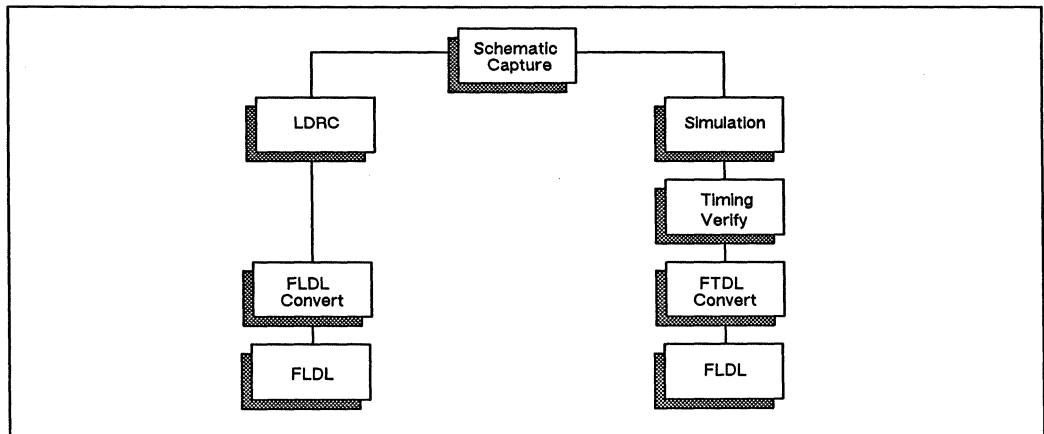 Schematic
Capture
LDRC
Simulation
Timing
Verify
FLDL
Convert
FTDL
Convert
FLDL
FLDL